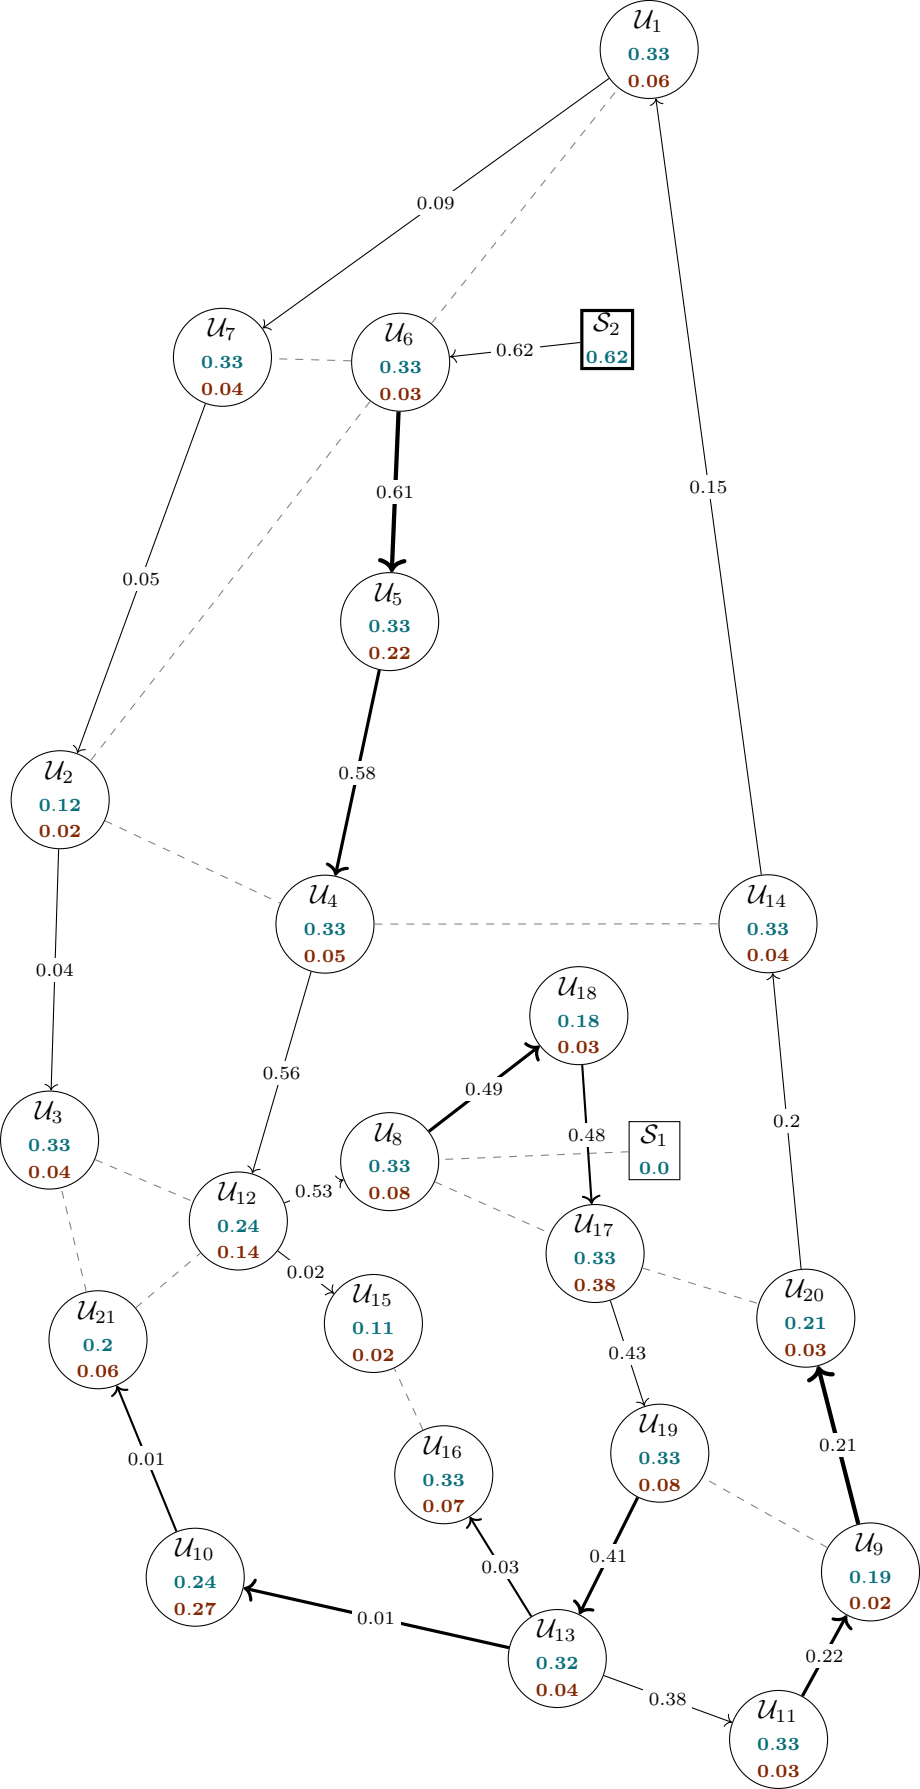 𝒰₁
0.33
0.06
0.09
𝒰₇
0.33
0.04
𝒰₆
0.33
0.03
0.62
𝒮₂
0.62
0.61
0.15
0.05
𝒰₅
0.33
0.22
0.58
𝒰₂
0.12
0.02
𝒰₄
0.33
0.05
𝒰₁₄
0.33
0.04
0.04
𝒰₁₈
0.18
0.03
0.56
0.49
0.48
0.2
𝒰₃
0.33
0.04
𝒰₈
0.33
0.08
𝒮₁
0.0
𝒰₁₂
0.24
0.14
0.53
𝒰₁₇
0.33
0.38
0.02
𝒰₁₅
0.11
0.02
𝒰₂₁
0.2
0.06
𝒰₂₀
0.21
0.03
0.43
0.01
𝒰₁₆
0.33
0.07
𝒰₁₉
0.33
0.08
0.21
𝒰₁₀
0.24
0.27
0.03
0.41
𝒰₉
0.19
0.02
0.01
𝒰₁₃
0.32
0.04
0.22
0.38
𝒰₁₁
0.33
0.03